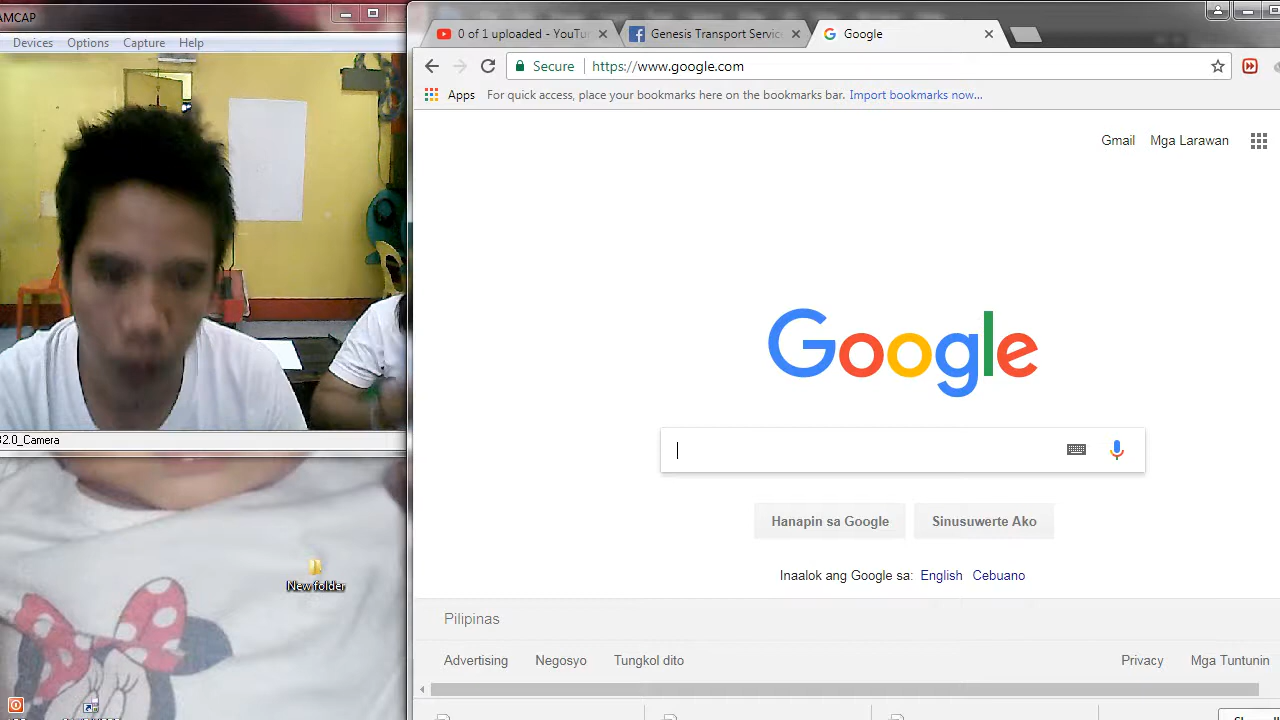 AMCAP
Devices Options Capture Help
0 of 1 uploaded - YouTu
Genesis Transport Servic
Google
Secure https://www.google.com
Apps For quick access, place your bookmarks here on the bookmarks bar. Import bookmarks now...
Gmail Mga Larawan
Google
Hanapin sa Google Sinusuwerte Ako
Inaalok ang Google sa: English Cebuano
Pilipinas
Advertising Negosyo Tungkol dito Privacy Mga Tuntunin
32.0_Camera
New folder